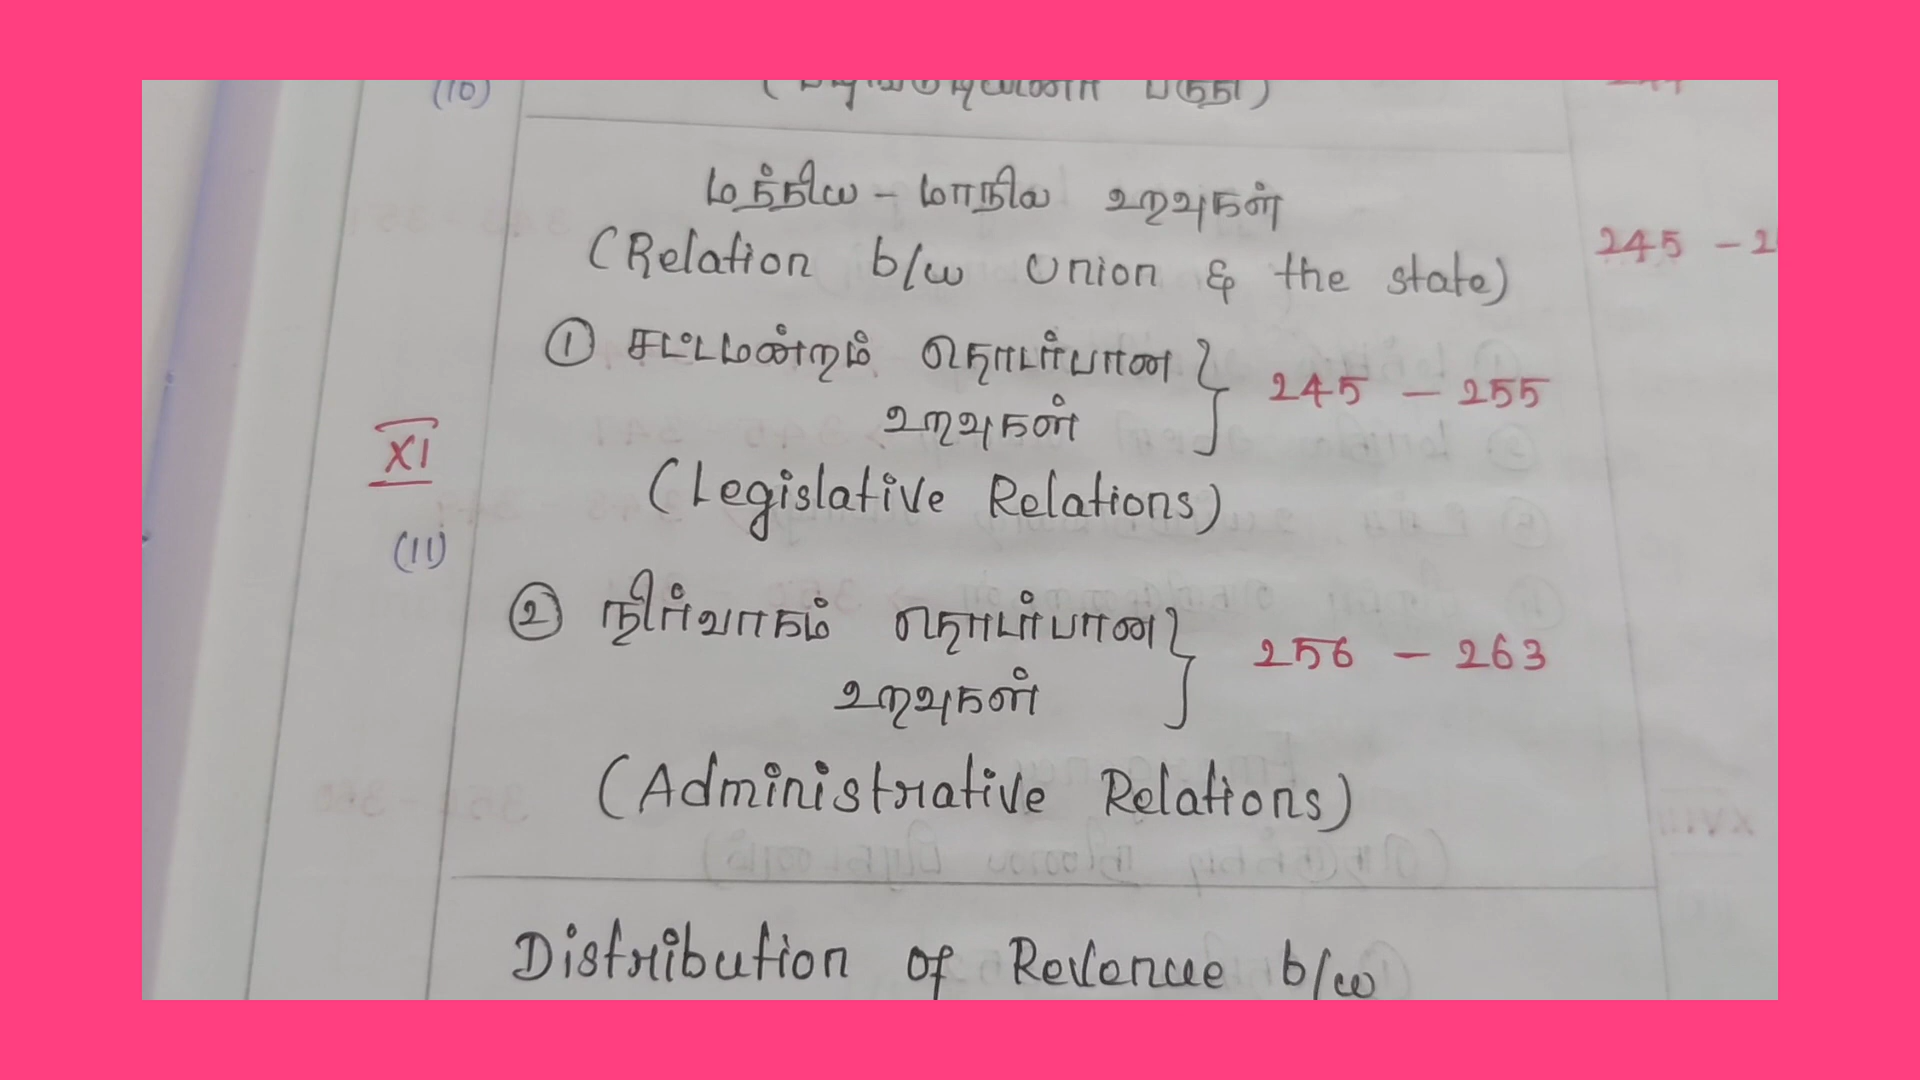 (10)
மத்திய - மாநில உறவுகள்
(Relation b/w Union & the state)
245 - 2
① சட்டமன்றம் தொடர்பான
உறவுகள்
245 - 255
XI
(Legislative Relations)
(11)
② நிர்வாகம் தொடர்பான
உறவுகள்
256 - 263
(Administrative Relations)
Distribution of Revenue b/w